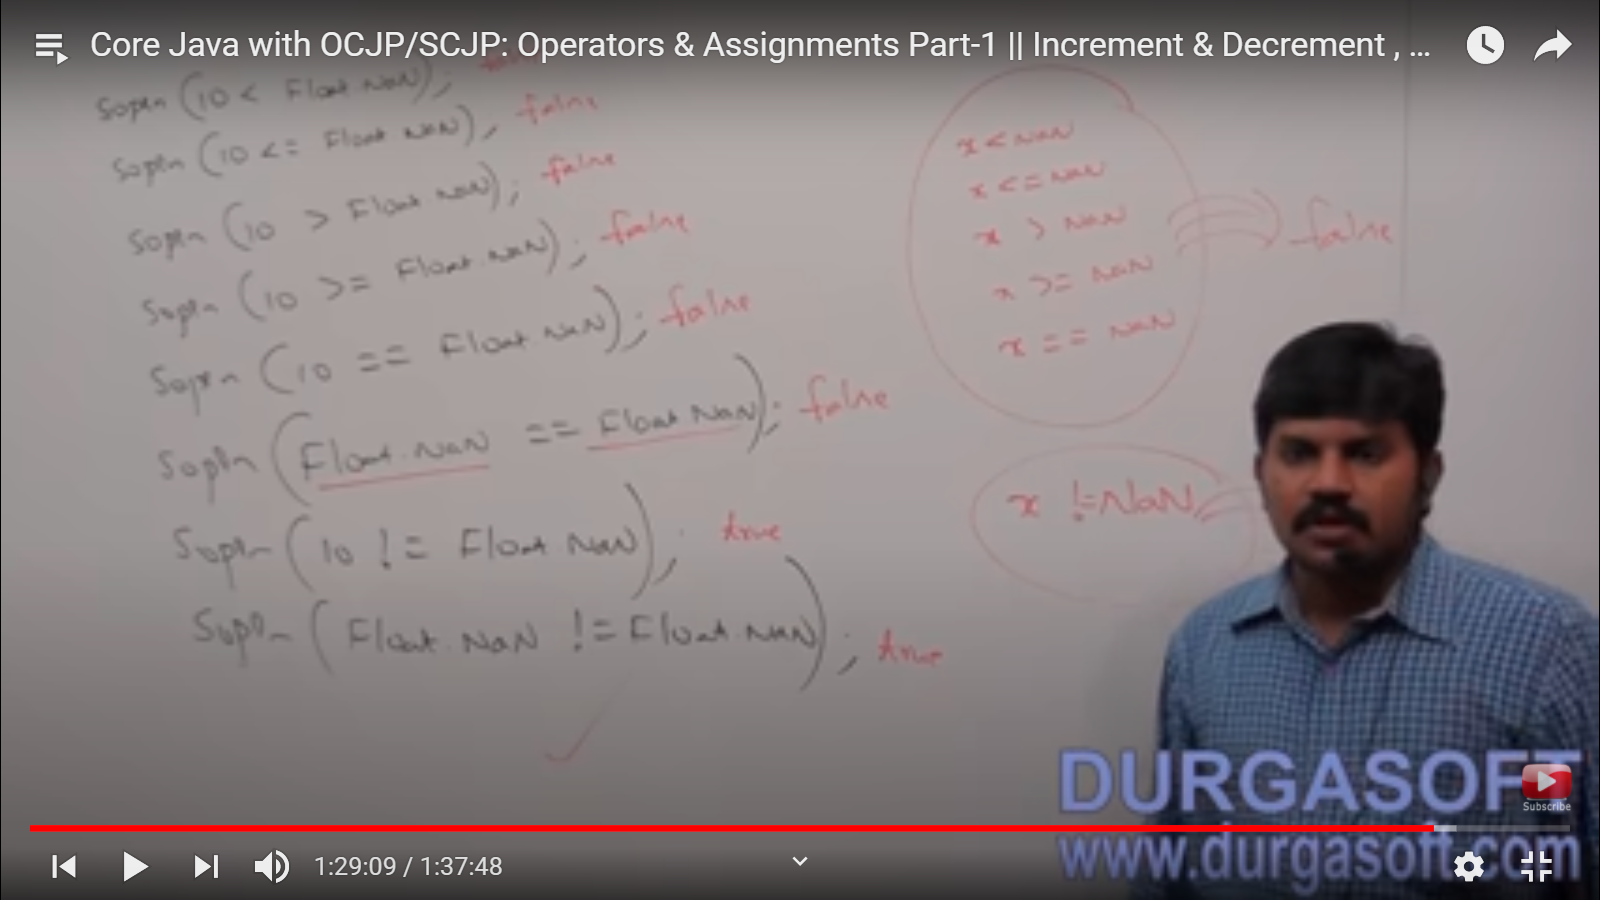 Core Java with OCJP/SCJP: Operators & Assignments Part-1 || Increment & Decrement , ...
Sopln (10 < Float.NaN);
Sopln (10 <= Float.NaN); false
Sopln (10 > Float.NaN); false
Sopln (10 >= Float.NaN); false
Sopln (10 == Float.NaN); false
Sopln (Float.NaN == Float.NaN); false
Sopln (10 != Float.NaN); true
Sopln (Float.NaN != Float.NaN); true
x < NaN
x <= NaN
x > NaN
x >= NaN
x == NaN
false
x != NaN
DURGASOFT
Subscribe
www.durgasoft.com
1:29:09 / 1:37:48